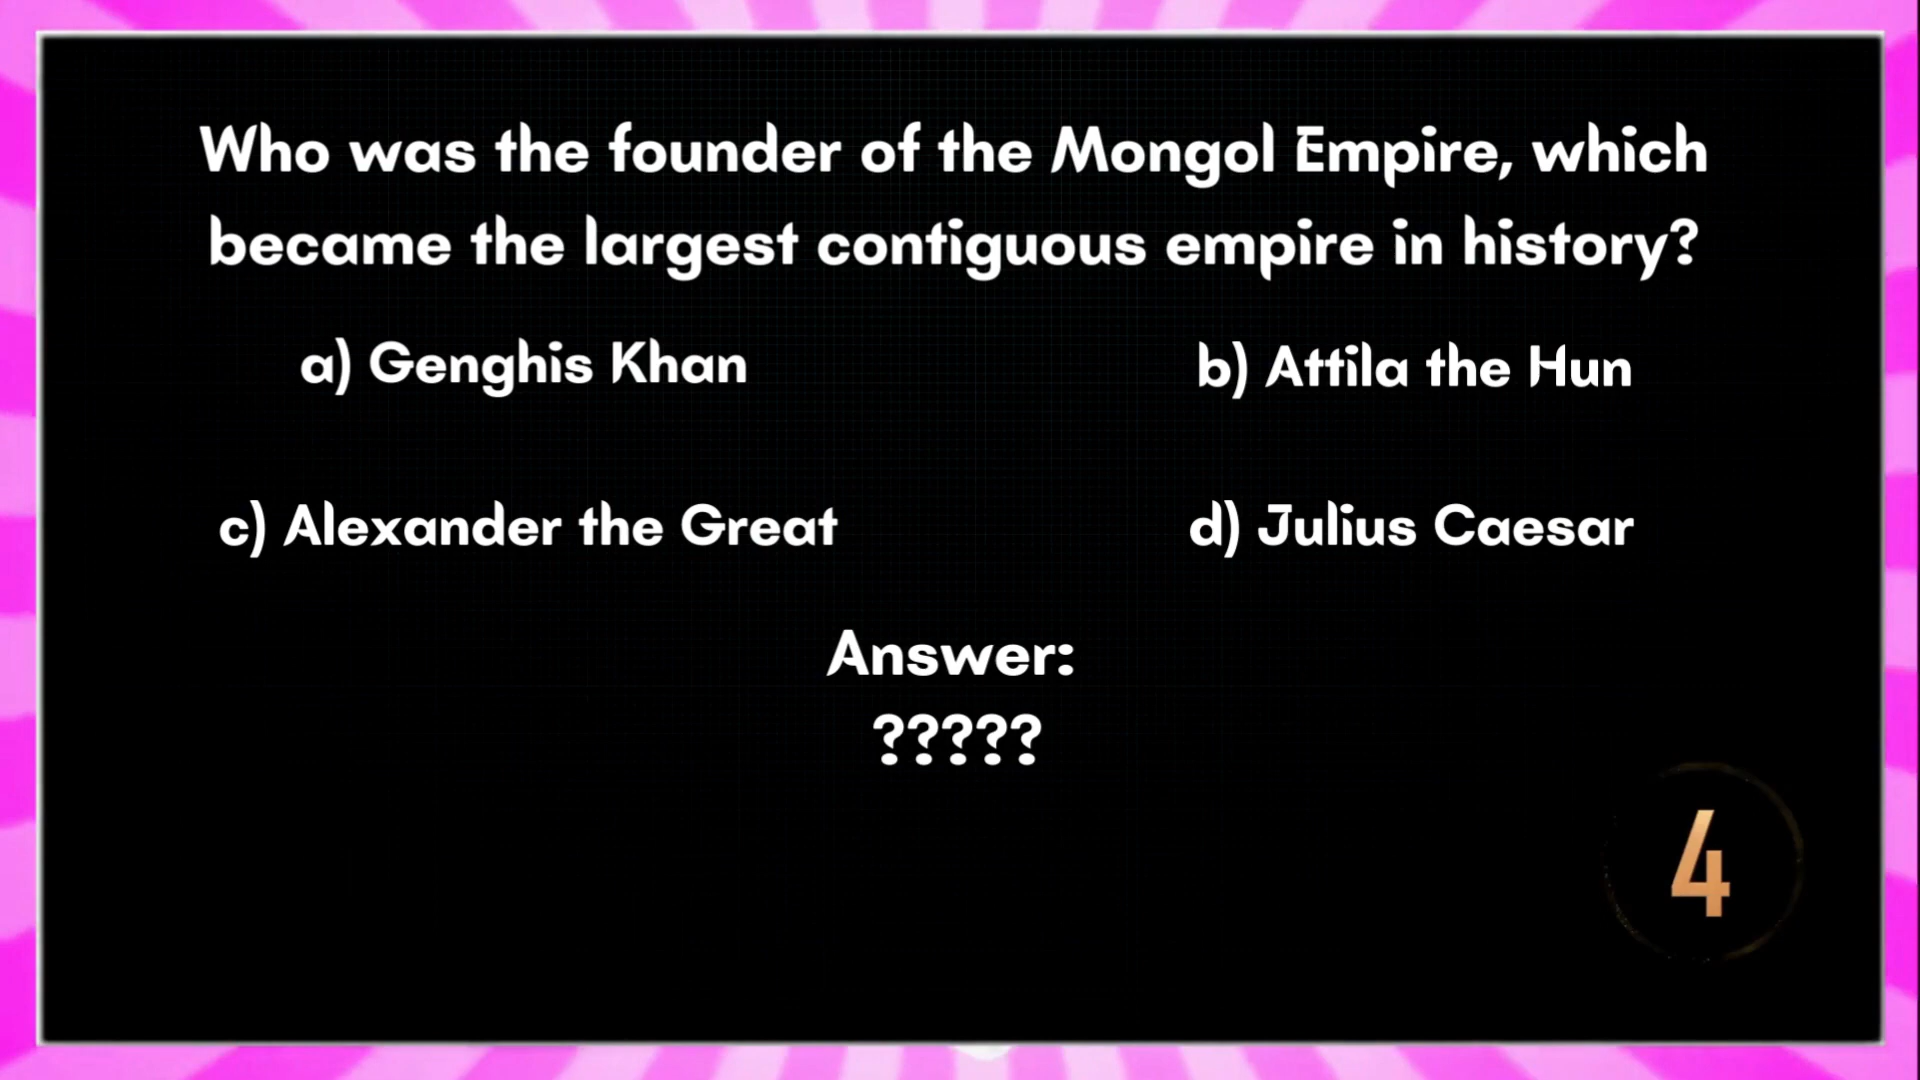 Who was the founder of the Mongol Empire, which
became the largest contiguous empire in history?
a) Genghis Khan
b) Attila the Hun
c) Alexander the Great
d) Julius Caesar
Answer:
?????
4